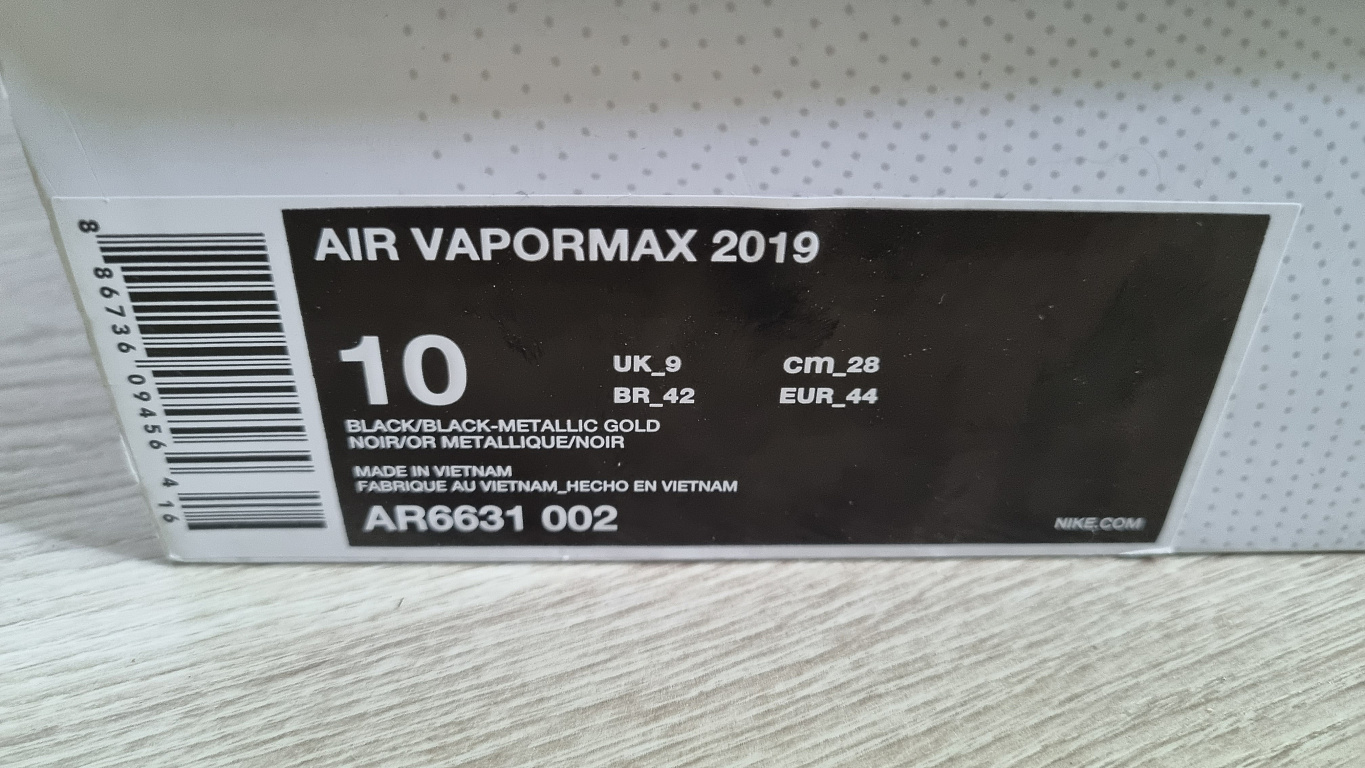 AIR VAPORMAX 2019
10
UK_9 cm_28
BR_42 EUR_44
BLACK/BLACK-METALLIC GOLD
NOIR/OR METALLIQUE/NOIR
MADE IN VIETNAM
FABRIQUE AU VIETNAM_HECHO EN VIETNAM
AR6631 002
NIKE.COM
8 86736 09456 4 16